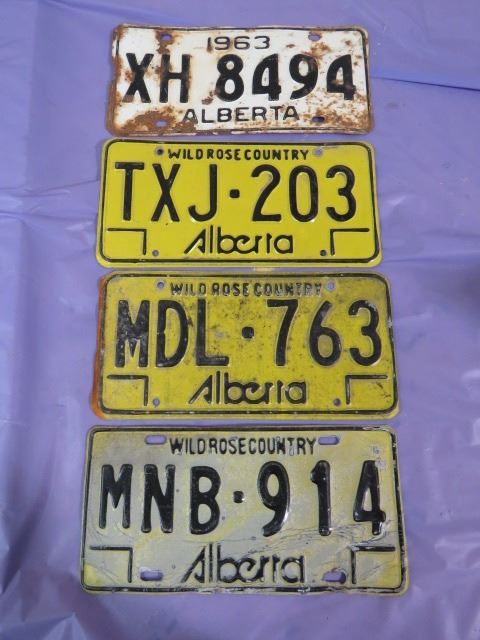 1963
XH 8494
ALBERTA
WILD ROSE COUNTRY
TXJ·203
Alberta
WILD ROSE COUNTRY
MDL·763
Alberta
WILD ROSE COUNTRY
MNB·914
Alberta